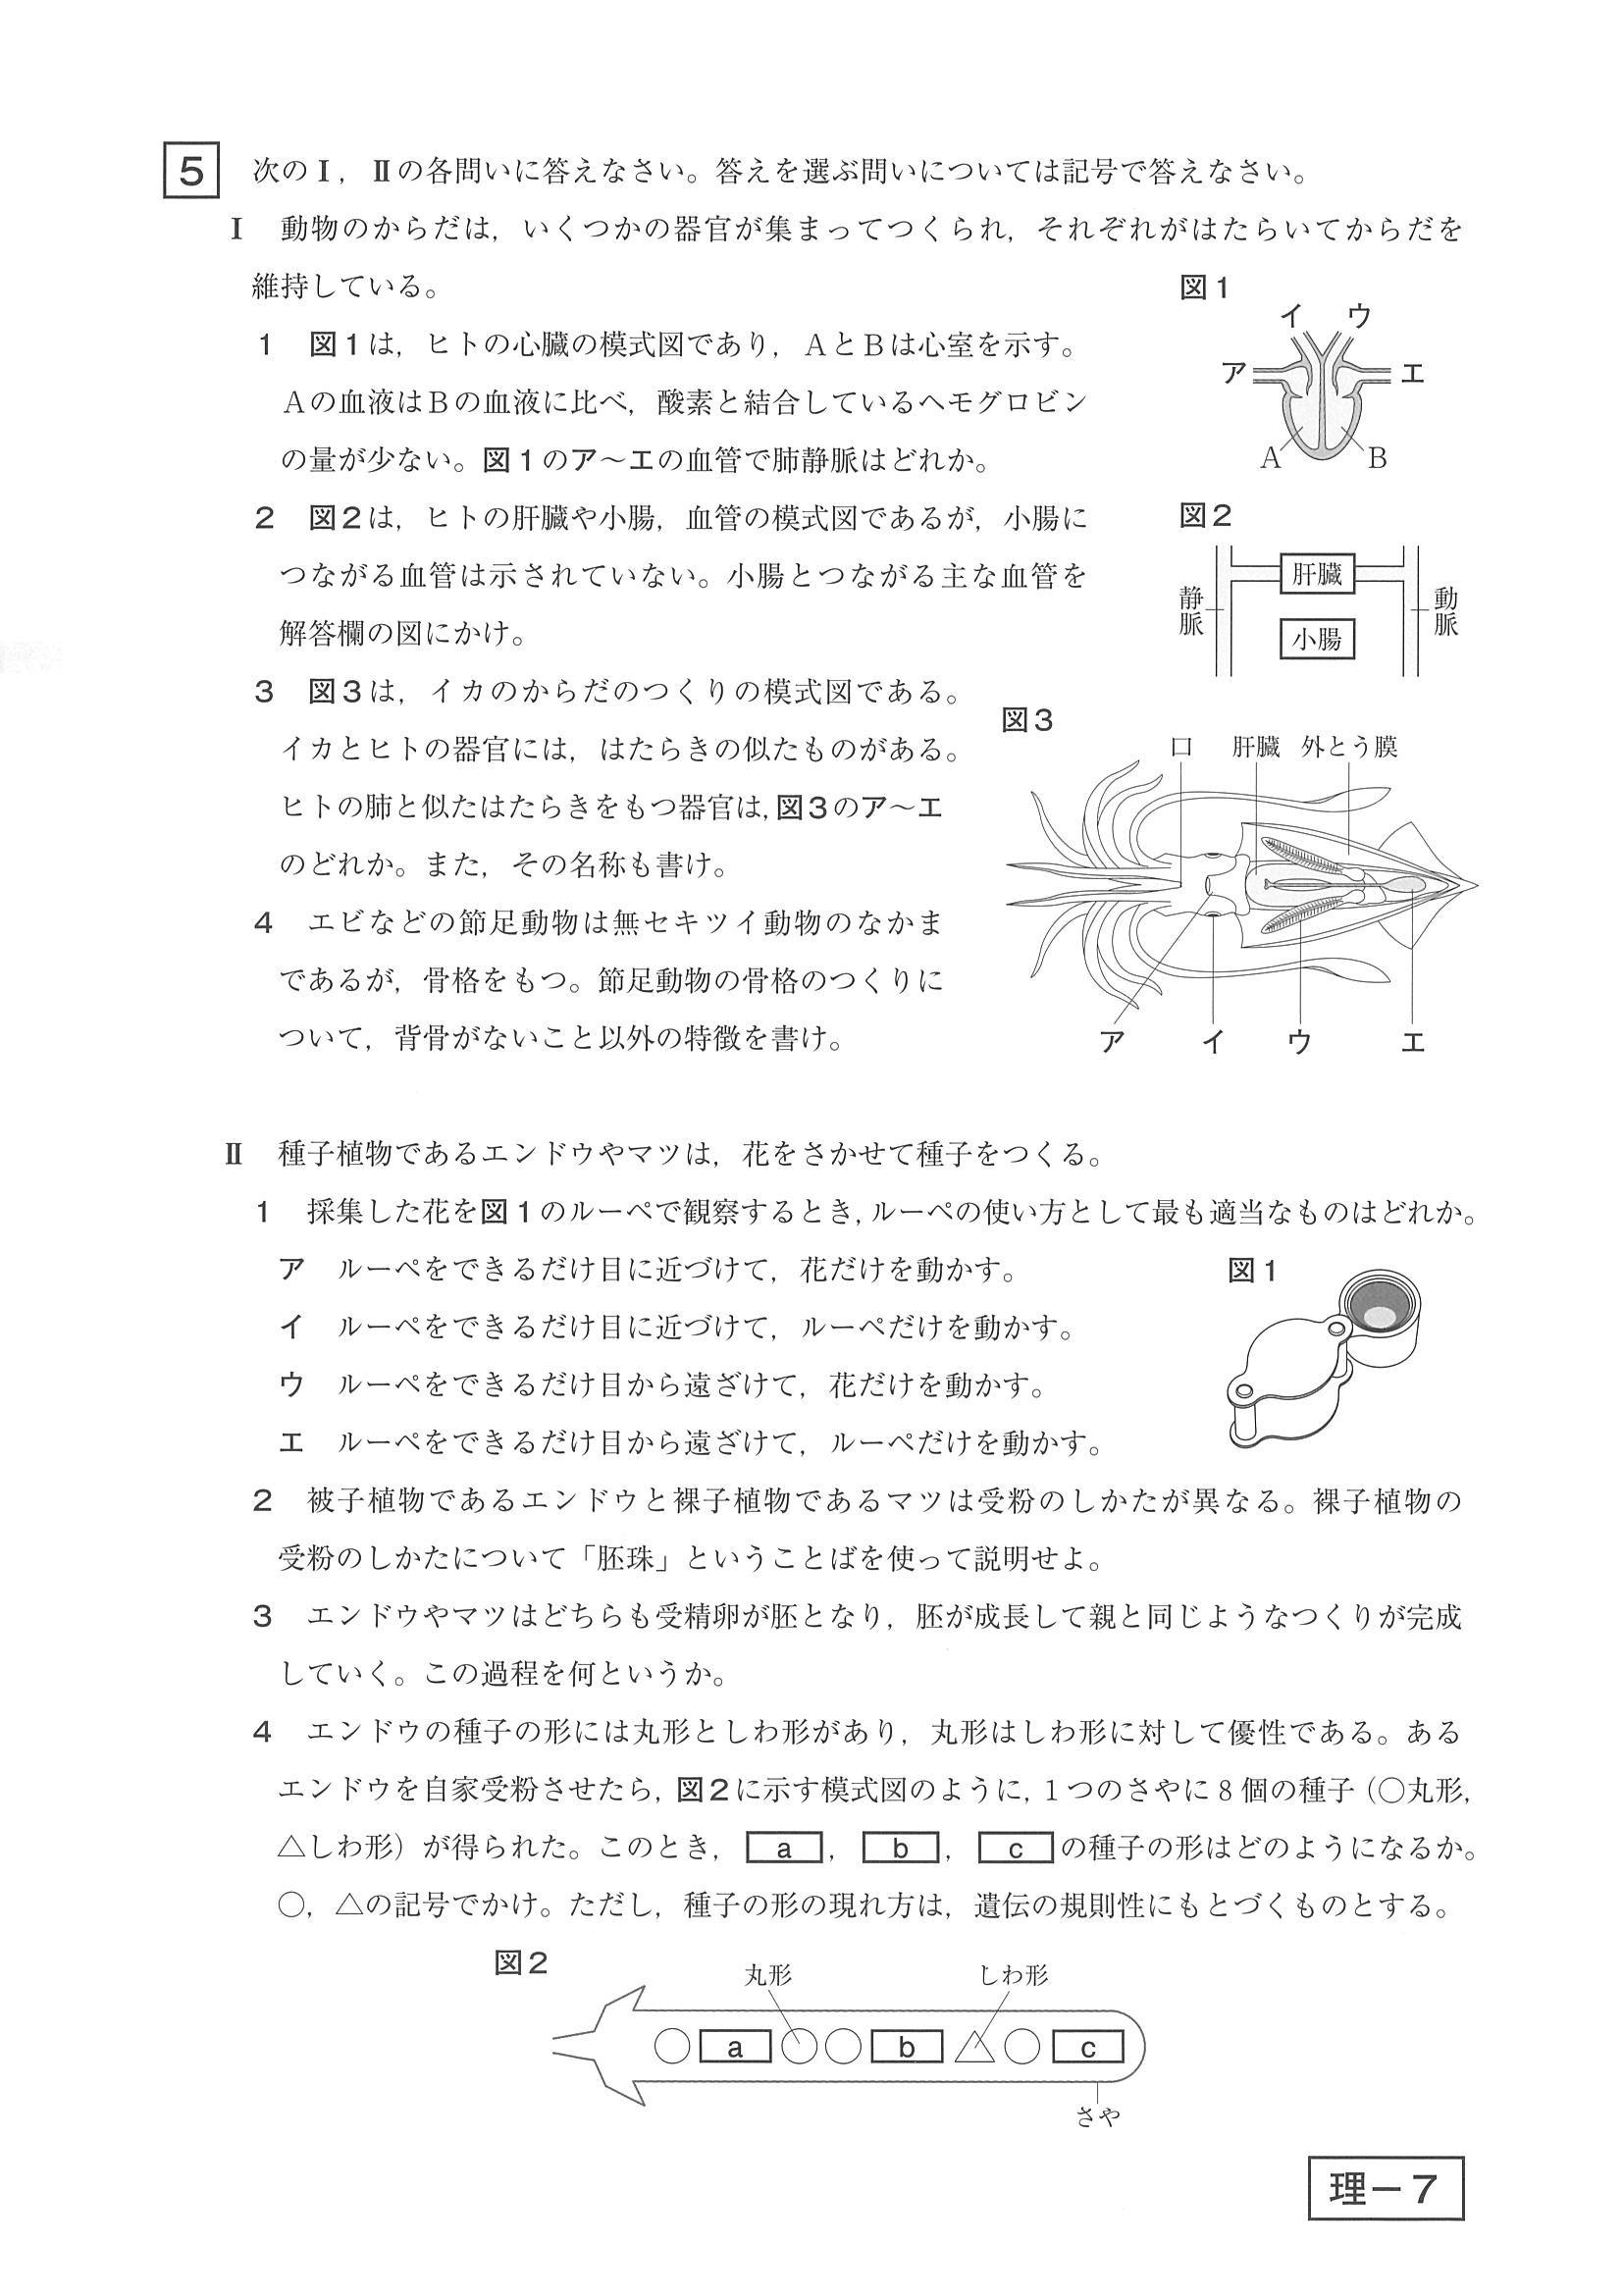 5 次のⅠ，Ⅱの各問いに答えなさい。答えを選ぶ問いについては記号で答えなさい。
Ⅰ 動物のからだは，いくつかの器官が集まってつくられ，それぞれがはたらいてからだを
維持している。
1 図1は，ヒトの心臓の模式図であり，AとBは心室を示す。
Aの血液はBの血液に比べ，酸素と結合しているヘモグロビン
の量が少ない。図1のア～エの血管で肺静脈はどれか。
図1
イ ウ
ア エ
A B
2 図2は，ヒトの肝臓や小腸，血管の模式図であるが，小腸に
つながる血管は示されていない。小腸とつながる主な血管を
解答欄の図にかけ。
図2
肝臓
静脈
動脈
小腸
3 図3は，イカのからだのつくりの模式図である。
イカとヒトの器官には，はたらきの似たものがある。
ヒトの肺と似たはたらきをもつ器官は，図3のア～エ
のどれか。また，その名称も書け。
4 エビなどの節足動物は無セキツイ動物のなかま
であるが，骨格をもつ。節足動物の骨格のつくりに
ついて，背骨がないこと以外の特徴を書け。
図3
口 肝臓 外とう膜
ア イ ウ エ
Ⅱ 種子植物であるエンドウやマツは，花をさかせて種子をつくる。
1 採集した花を図1のルーペで観察するとき，ルーペの使い方として最も適当なものはどれか。
ア ルーペをできるだけ目に近づけて，花だけを動かす。
イ ルーペをできるだけ目に近づけて，ルーペだけを動かす。
ウ ルーペをできるだけ目から遠ざけて，花だけを動かす。
エ ルーペをできるだけ目から遠ざけて，ルーペだけを動かす。
図1
2 被子植物であるエンドウと裸子植物であるマツは受粉のしかたが異なる。裸子植物の
受粉のしかたについて「胚珠」ということばを使って説明せよ。
3 エンドウやマツはどちらも受精卵が胚となり，胚が成長して親と同じようなつくりが完成
していく。この過程を何というか。
4 エンドウの種子の形には丸形としわ形があり，丸形はしわ形に対して優性である。ある
エンドウを自家受粉させたら，図2に示す模式図のように，1つのさやに8個の種子（○丸形，
△しわ形）が得られた。このとき， a ， b ， c の種子の形はどのようになるか。
○，△の記号でかけ。ただし，種子の形の現れ方は，遺伝の規則性にもとづくものとする。
図2
丸形 しわ形
○ a ○ ○ b △ ○ c
さや
理－7